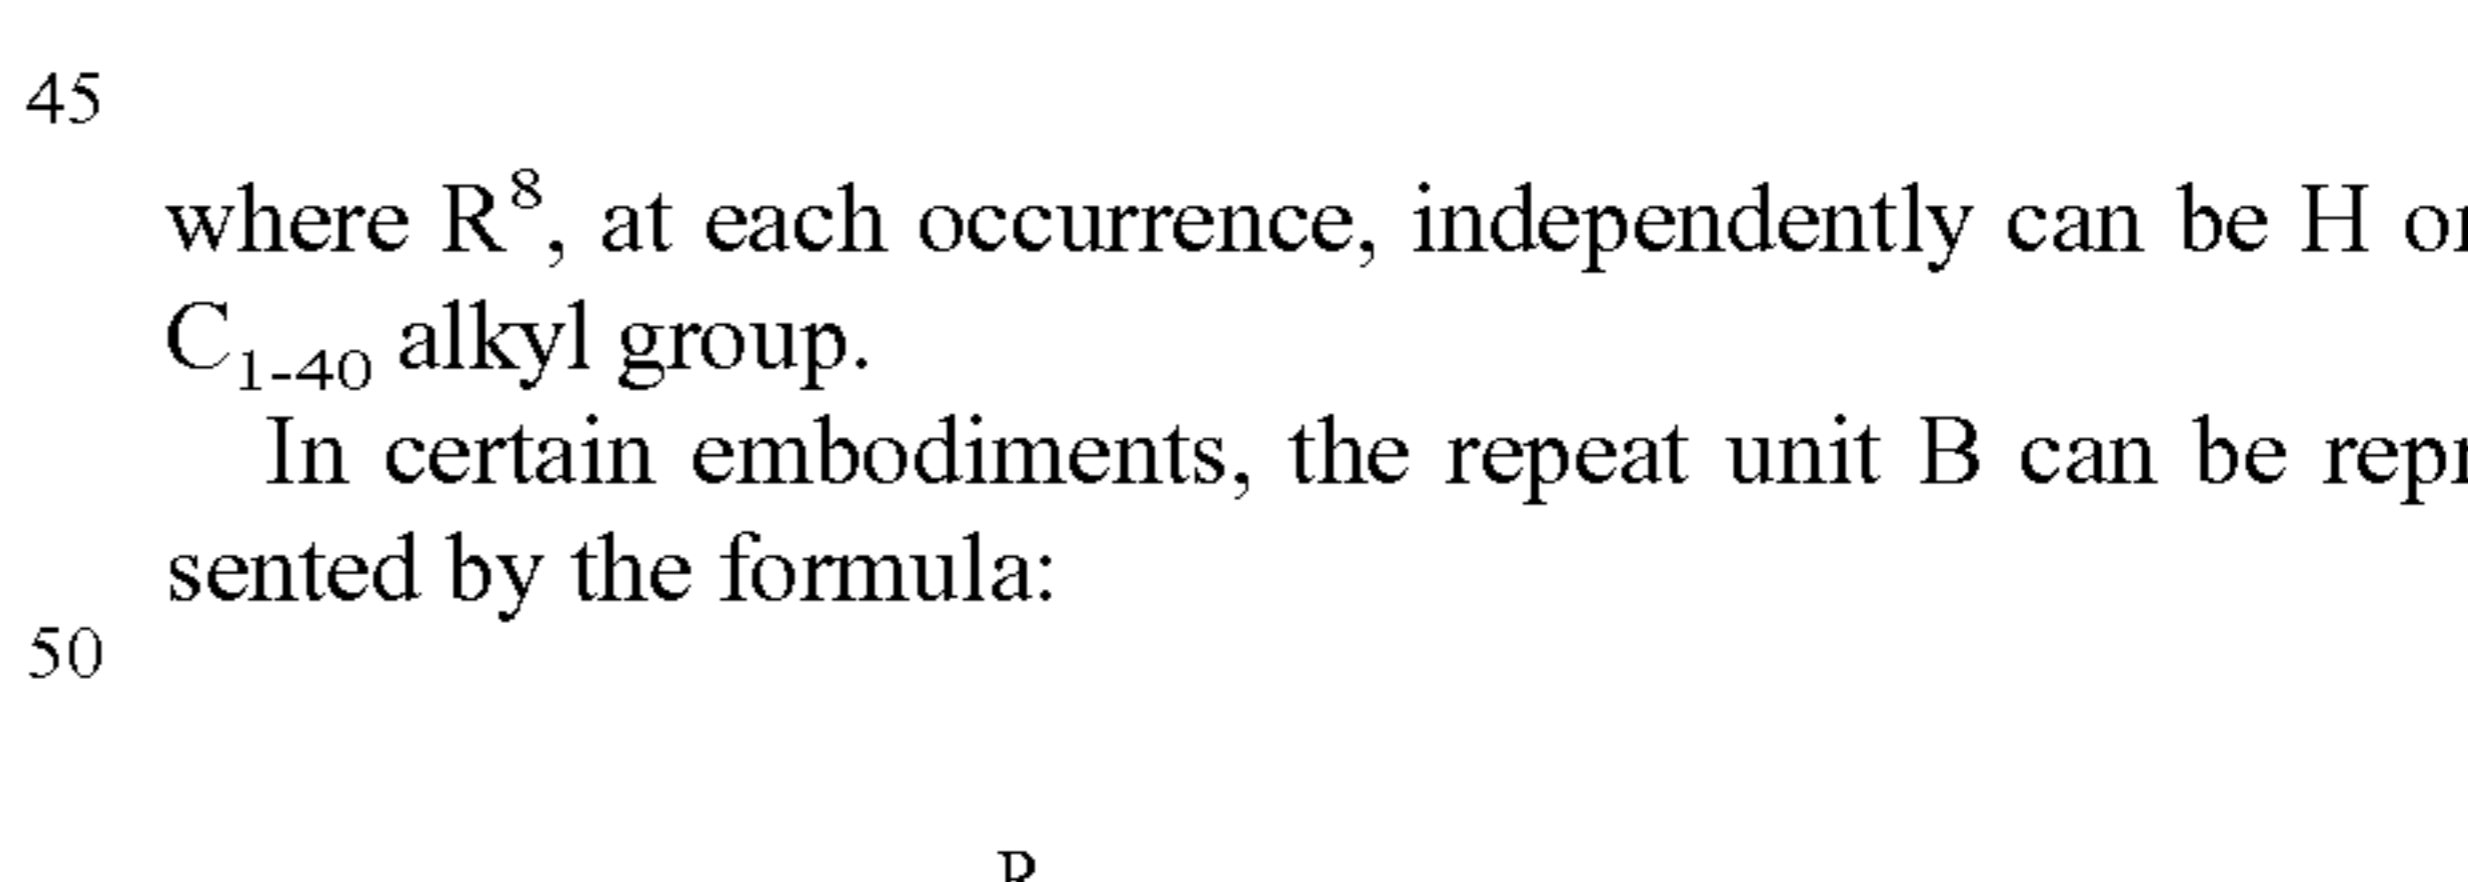 45
where R⁸, at each occurrence, independently can be H or
C₁₋₄₀ alkyl group.
In certain embodiments, the repeat unit B can be repr
sented by the formula:
50
R